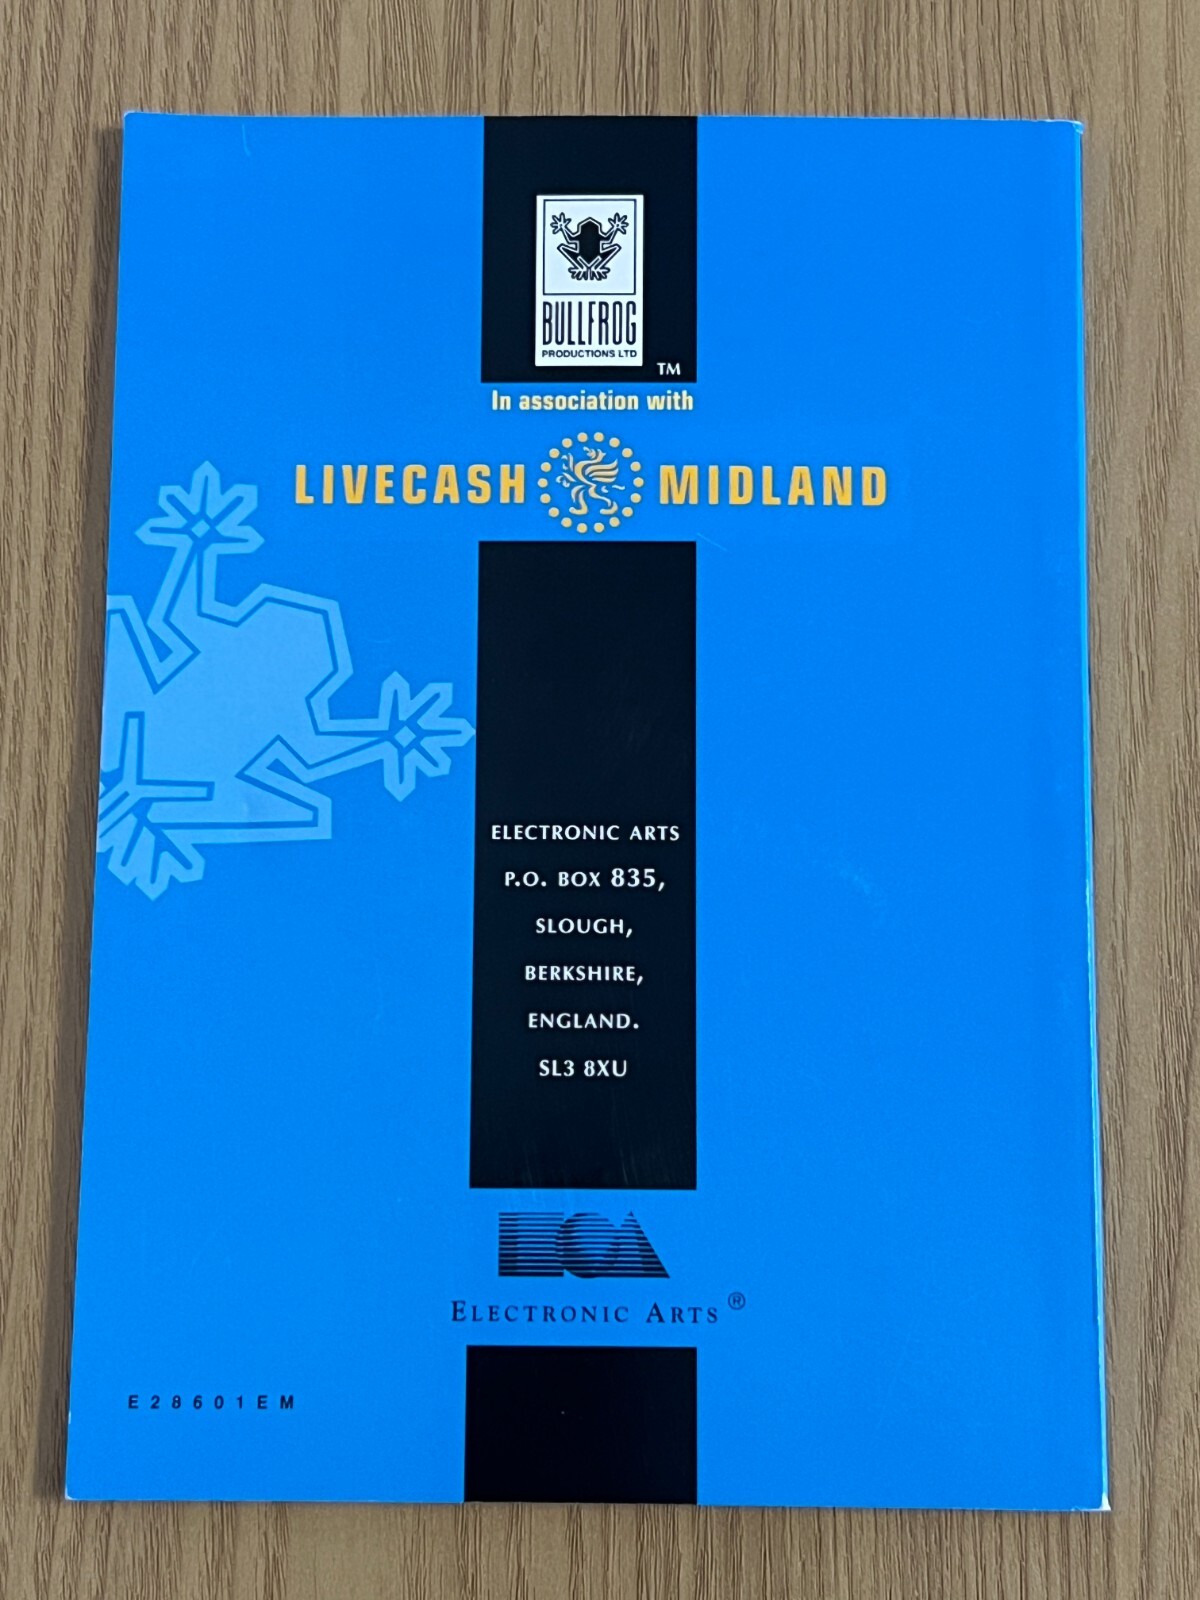 BULLFROG
PRODUCTIONS LTD
TM
In association with
LIVECASH MIDLAND
ELECTRONIC ARTS
P.O. BOX 835,
SLOUGH,
BERKSHIRE,
ENGLAND.
SL3 8XU
EOA
ELECTRONIC ARTS®
E28601EM